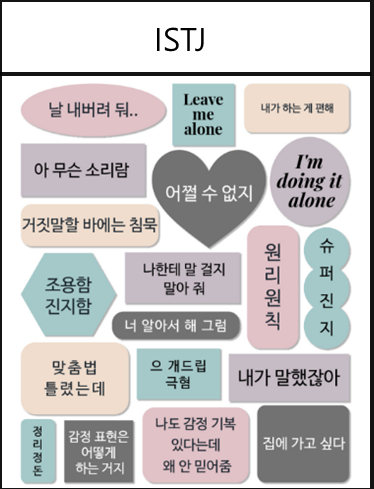 ISTJ
날 내버려 둬..
Leave
me
alone
내가 하는 게 편해
아 무슨 소리람
어쩔 수 없지
I'm
doing it
alone
거짓말할 바에는 침묵
조용함
진지함
나한테 말 걸지
말아 줘
원
리
원
칙
슈
퍼
진
지
너 알아서 해 그럼
맞춤법
틀렸는데
으 개드립
극혐
내가 말했잖아
정
리
정
돈
감정 표현은
어떻게
하는 거지
나도 감정 기복
있다는데
왜 안 믿어줌
집에 가고 싶다